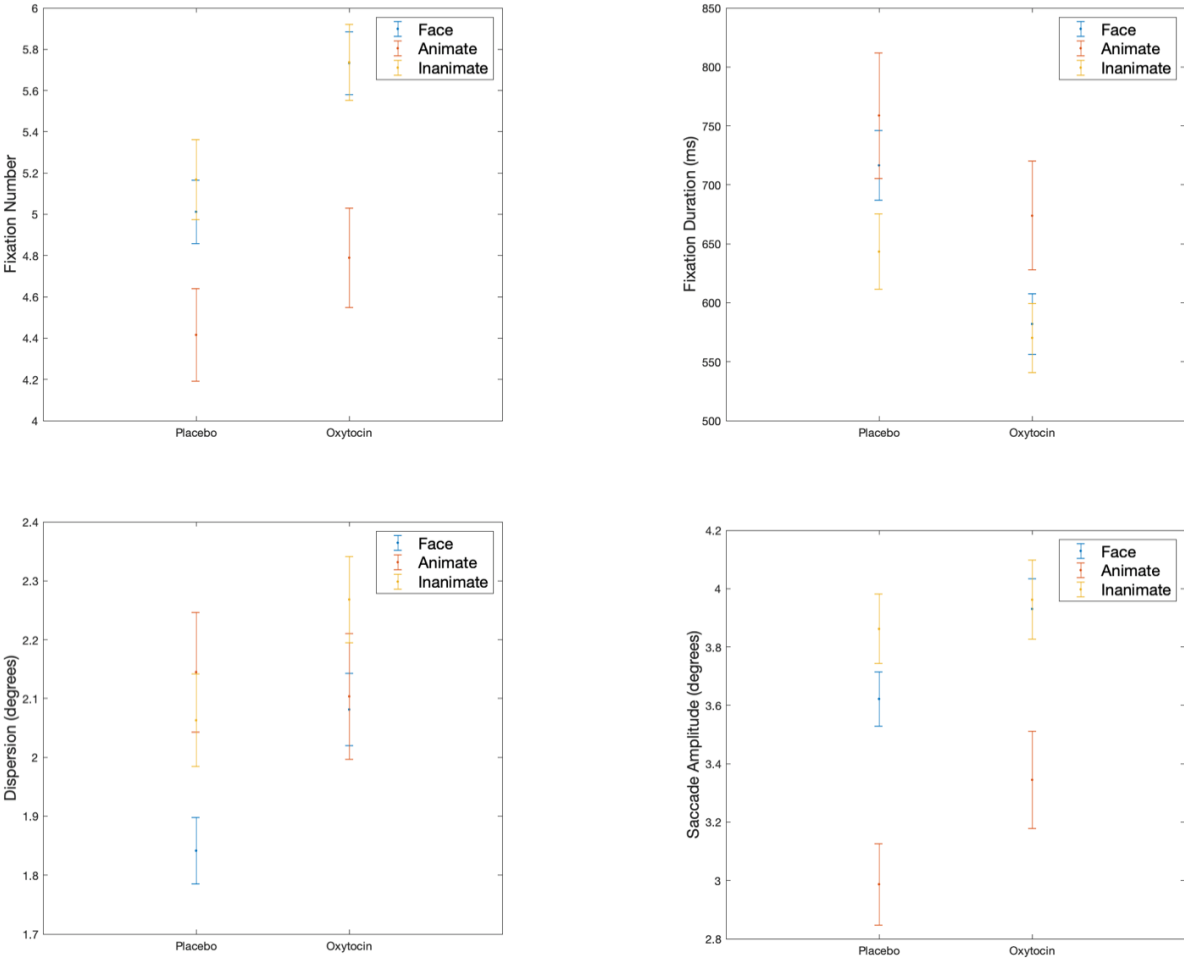 Fixation Number
6
5.8
5.6
5.4
5.2
5
4.8
4.6
4.4
4.2
4
Placebo
Oxytocin
Face
Animate
Inanimate
Fixation Duration (ms)
850
800
750
700
650
600
550
500
Placebo
Oxytocin
Face
Animate
Inanimate
Dispersion (degrees)
2.4
2.3
2.2
2.1
2
1.9
1.8
1.7
Placebo
Oxytocin
Face
Animate
Inanimate
Saccade Amplitude (degrees)
4.2
4
3.8
3.6
3.4
3.2
3
2.8
Placebo
Oxytocin
Face
Animate
Inanimate